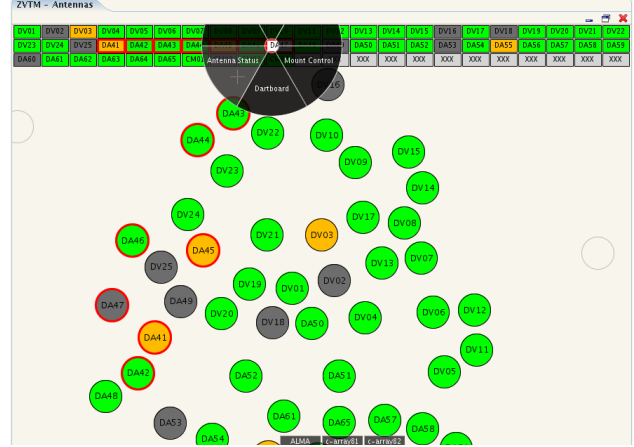 ZVTM - Antennas
DV01 DV02 DV03 DV04 DV05 DV06 DV07 DV13 DV14 DV15 DV16 DV17 DV18 DV19 DV20 DV21 DV22
DV23 DV24 DV25 DA41 DA42 DA43 DA44 DA50 DA51 DA52 DA53 DA54 DA55 DA56 DA57 DA58 DA59
DA60 DA61 DA62 DA63 DA64 DA65 XXX XXX XXX XXX XXX XXX XXX XXX XXX XXX
Antenna Status Mount Control
Dartboard
DA43
DV22 DV10
DA44
DV15
DV09
DV23
DV14
DV24 DV17 DV08
DA46 DV21 DV03
DA45
DV25 DV13 DV07
DV19 DV01 DV02
DA47 DA49
DV20 DV18 DA50 DV04 DV06 DV12
DA41
DV11
DA42 DA52 DA51 DV05
DA48
DA53 DA61 DA65 DA57
DA54 DA58
ALMA c-array81 c-array82